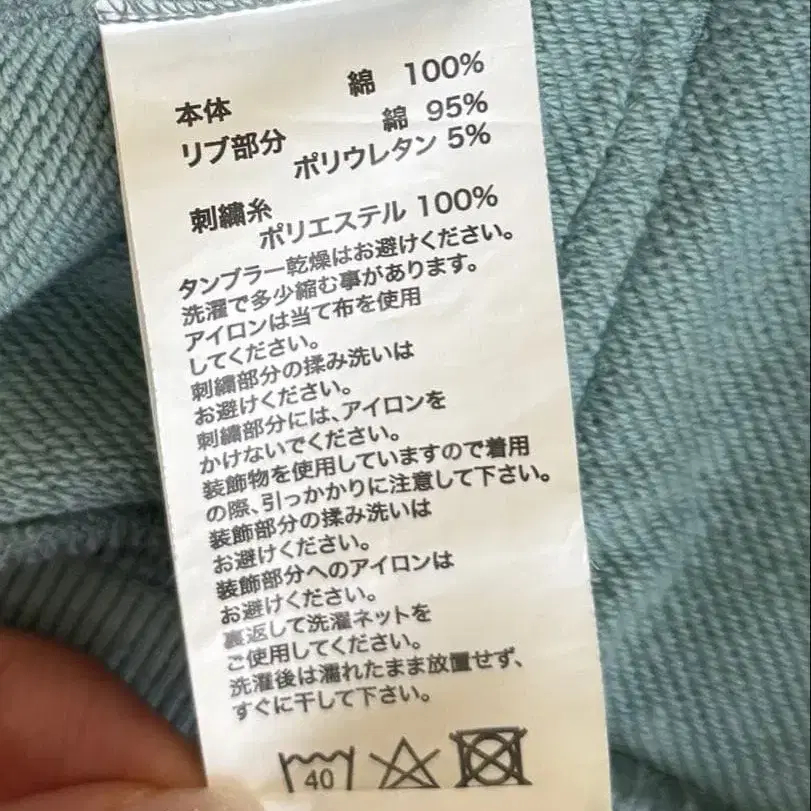 本体 綿 100%
リブ部分 綿 95%
ポリウレタン 5%
刺繍糸
ポリエステル 100%
タンブラー乾燥はお避けください。
洗濯で多少縮む事があります。
アイロンは当て布を使用
してください。
刺繍部分の揉み洗いは
お避けください。
刺繍部分には、アイロンを
かけないでください。
装飾物を使用していますので着用
の際、引っかかりに注意して下さい。
装飾部分の揉み洗いは
お避けください。
装飾部分へのアイロンは
お避けください。
裏返して洗濯ネットを
ご使用してください。
洗濯後は濡れたまま放置せず、
すぐに干して下さい。
40